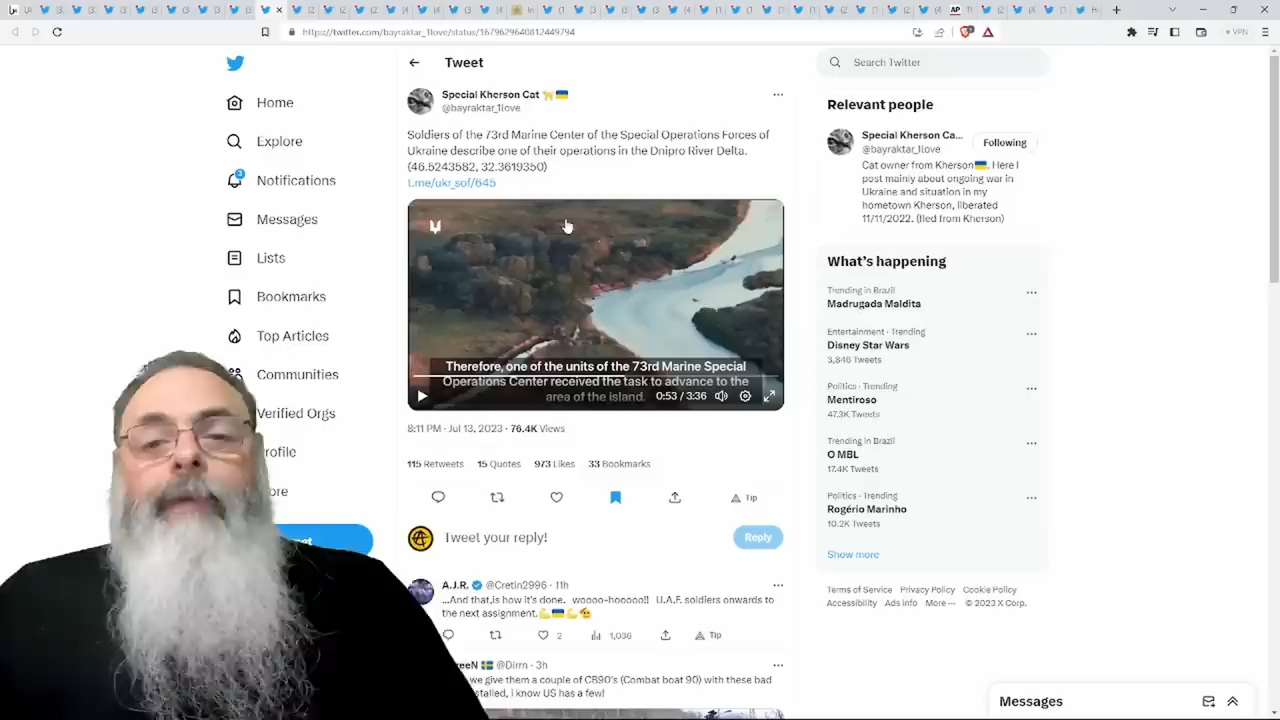 https://twitter.com/bayraktar_1love/status/1679629640812449794
VPN
Home
Explore
3
Notifications
Messages
Lists
Bookmarks
Top Articles
Communities
Verified Orgs
Tweet
Special Kherson Cat 🐈🇺🇦
@bayraktar_1love
Soldiers of the 73rd Marine Center of the Special Operations Forces of
Ukraine describe one of their operations in the Dnipro River Delta.
(46.5243582, 32.3619350)
t.me/ukr_sof/645
Therefore, one of the units of the 73rd Marine Special
Operations Center received the task to advance to the
area of the island.
0:53 / 3:36
8:11 PM · Jul 13, 2023 · 76.4K Views
115 Retweets 15 Quotes 973 Likes 33 Bookmarks
Tip
Tweet your reply!
Reply
A.J.R. @Cretin2996 · 11h
...And that,is how it's done. woooo-hooooo!! U.A.F. soldiers onwards to
the next assignment.💪🇺🇦💪🫡
2 1,036 Tip
reeN 🇸🇪 @Dirrn · 3h
we give them a couple of CB90's (Combat boat 90) with these bad
stalled, i know US has a few!
Search Twitter
Relevant people
Special Kherson Ca...
@bayraktar_1love
Following
Cat owner from Kherson🇺🇦. Here I
post mainly about ongoing war in
Ukraine and situation in my
hometown Kherson, liberated
11/11/2022. (fled from Kherson)
What's happening
Trending in Brazil
Madrugada Maldita
Entertainment · Trending
Disney Star Wars
3,846 Tweets
Politics · Trending
Mentiroso
47.3K Tweets
Trending in Brazil
O MBL
17.4K Tweets
Politics · Trending
Rogério Marinho
10.2K Tweets
Show more
Terms of Service Privacy Policy Cookie Policy
Accessibility Ads info More ··· © 2023 X Corp.
Messages